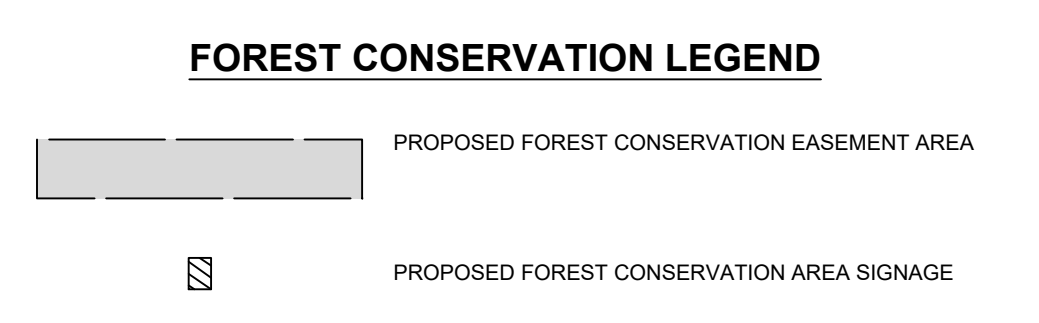 FOREST CONSERVATION LEGEND
PROPOSED FOREST CONSERVATION EASEMENT AREA
PROPOSED FOREST CONSERVATION AREA SIGNAGE